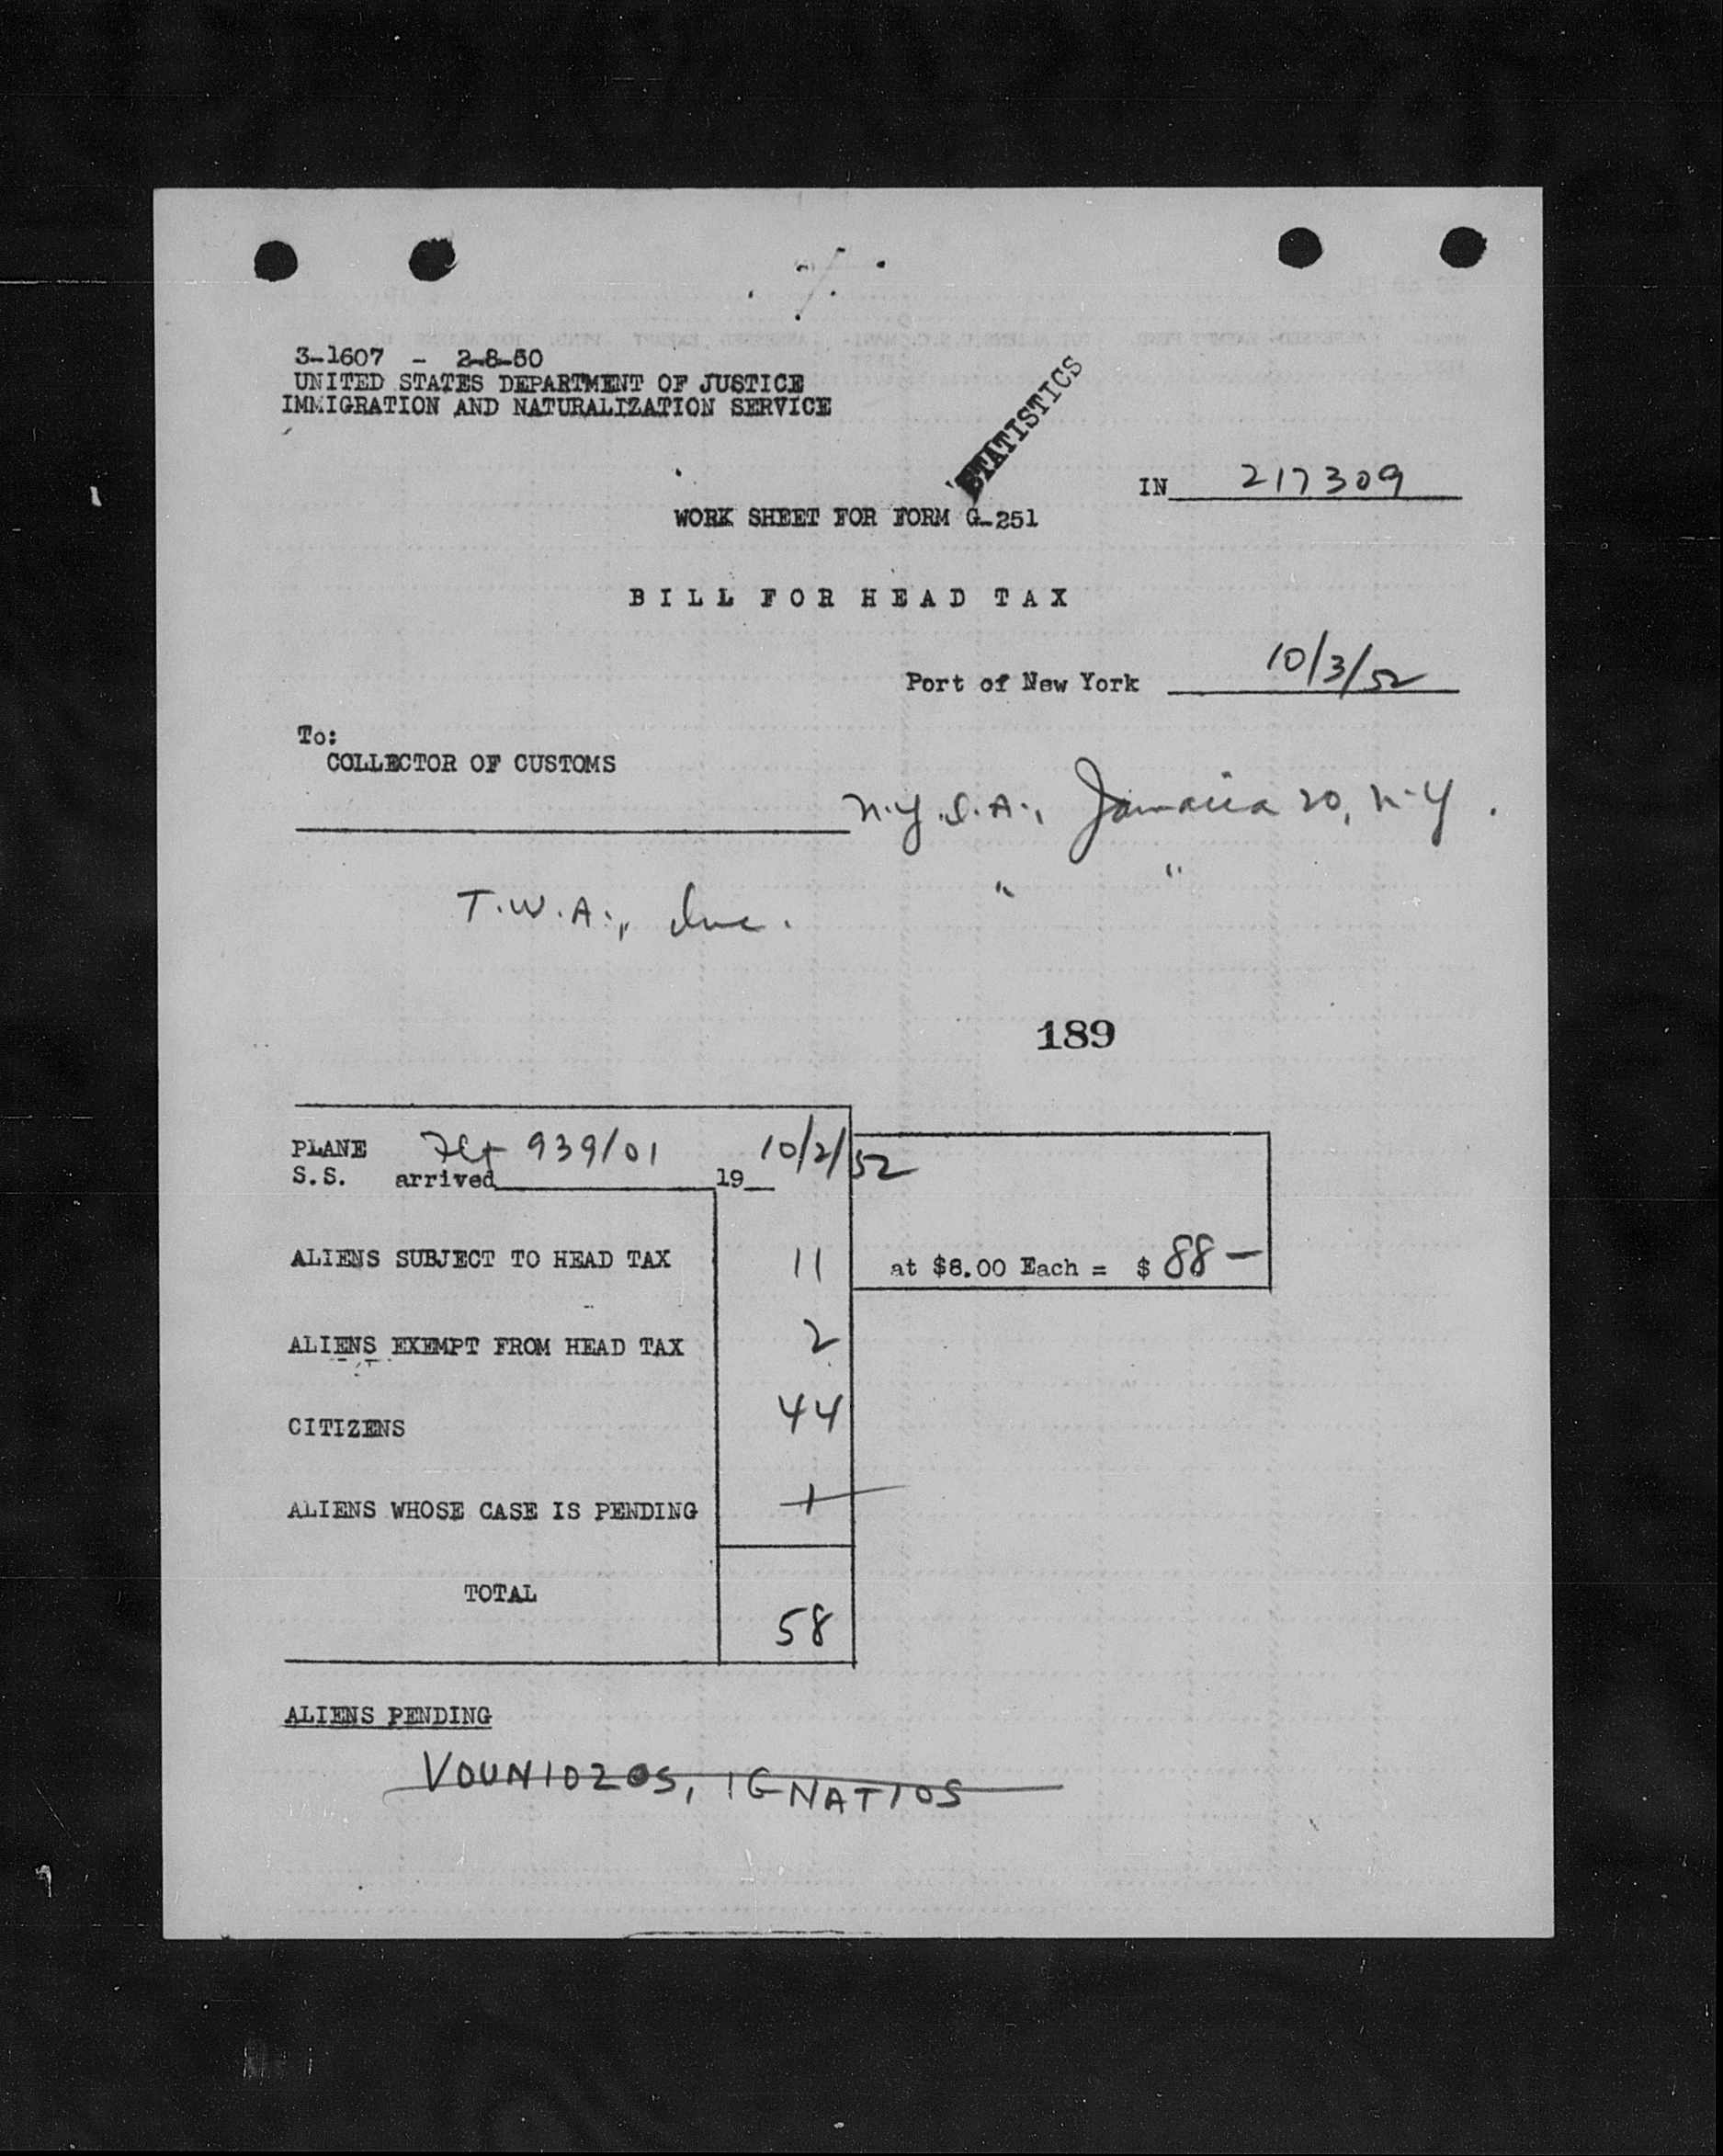 3-1607 - 2-8-50
UNITED STATES DEPARTMENT OF JUSTICE
IMMIGRATION AND NATURALIZATION SERVICE
STATISTICS
IN 217309
WORK SHEET FOR FORM G-251
BILL FOR HEAD TAX
Port of New York 10/3/52
To:
COLLECTOR OF CUSTOMS
N.Y.I.A., Jamaica 20, N.Y.
T.W.A., Inc. " "
189
PLANE Flt 939/01 10/2/52
S.S. arrived 19
ALIENS SUBJECT TO HEAD TAX 11 at $8.00 Each = $ 88 —
ALIENS EXEMPT FROM HEAD TAX 2
CITIZENS 44
ALIENS WHOSE CASE IS PENDING 1
TOTAL 58
ALIENS PENDING
VOUNIOZOS, IGNATIOS